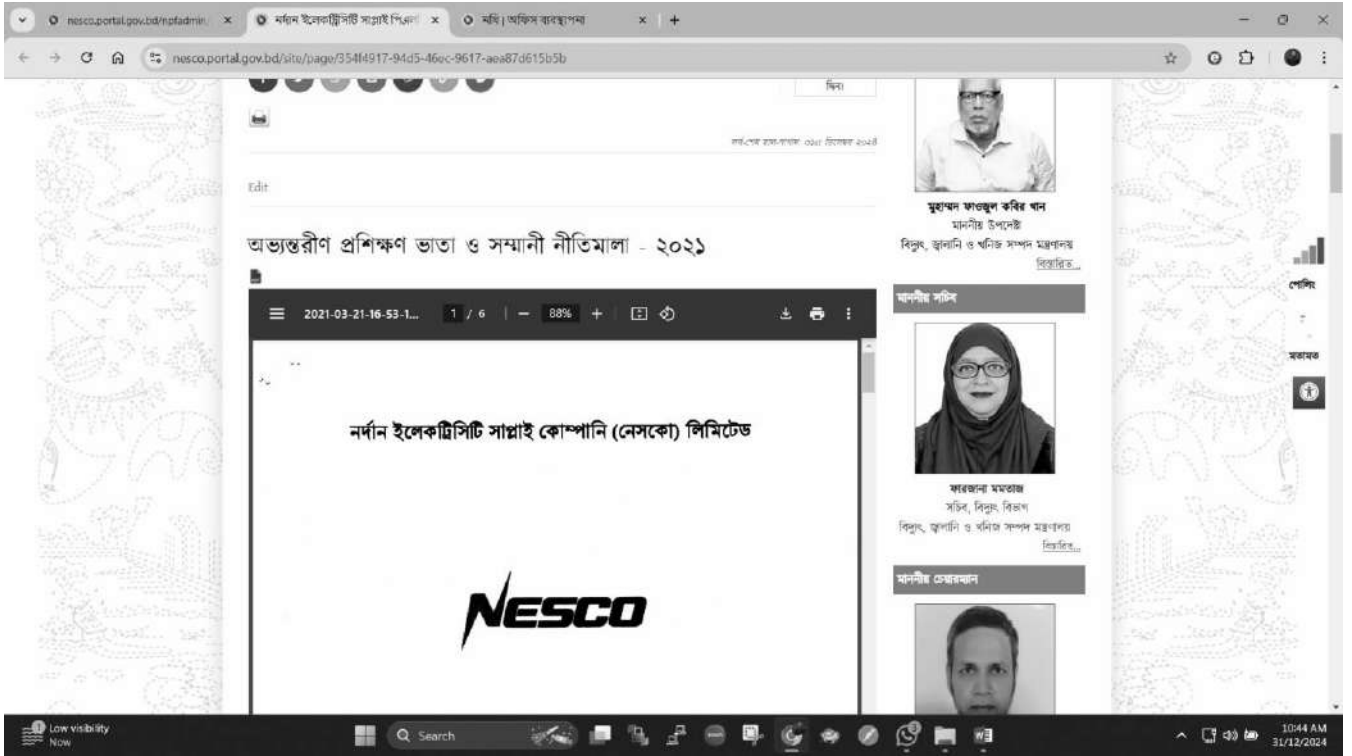 nesco.portal.gov.bd/npfadmin/
নর্দান ইলেকট্রিসিটি সাপ্লাই পিএল
নথি | অফিস ব্যবস্থাপনা
nesco.portal.gov.bd/site/page/354f4917-94d5-46ec-9617-aea87d615b5b
দিন।
Edit
অভ্যন্তরীণ প্রশিক্ষণ ভাতা ও সম্মানী নীতিমালা - ২০২১
2021-03-21-16-53-1... 1 / 6 88%
নর্দান ইলেকট্রিসিটি সাপ্লাই কোম্পানি (নেসকো) লিমিটেড
NESCO
মুহাম্মদ ফাওজুল কবির খান
মাননীয় উপদেষ্টা
বিদ্যুৎ, জ্বালানি ও খনিজ সম্পদ মন্ত্রণালয়
বিস্তারিত...
মাননীয় সচিব
ফারজানা মমতাজ
সচিব, বিদ্যুৎ বিভাগ
বিদ্যুৎ, জ্বালানি ও খনিজ সম্পদ মন্ত্রণালয়
বিস্তারিত...
মাননীয় চেয়ারম্যান
পোলিং
মতামত
Low visibility
Now
Search
10:44 AM
31/12/2024